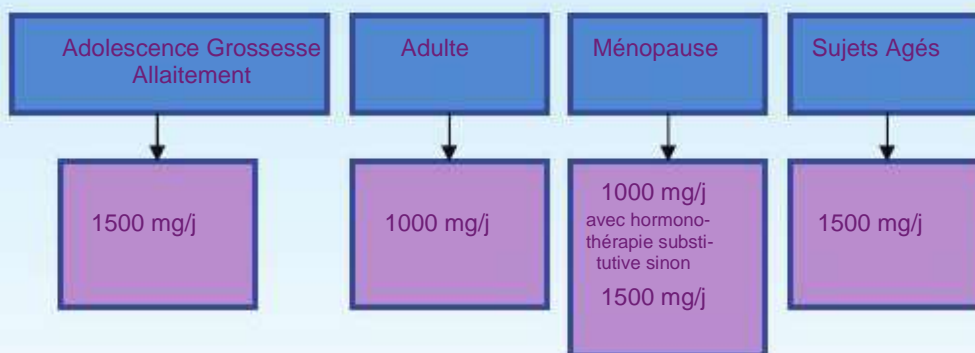 Adolescence Grossesse
Allaitement
1500 mg/j
Adulte
1000 mg/j
Ménopause
1000 mg/j
avec hormono-
thérapie substi-
tutive sinon
1500 mg/j
Sujets Agés
1500 mg/j